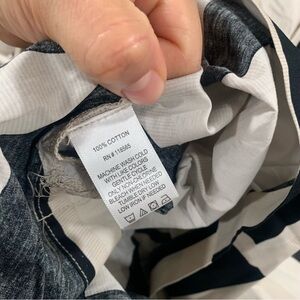 100% COTTON
RN # 118565
MACHINE WASH COLD
WITH LIKE COLORS
GENTLE CYCLE
ONLY NON-CHLORINE
BLEACH WHEN NEEDED
TUMBLE DRY LOW
LOW IRON IF NEEDED